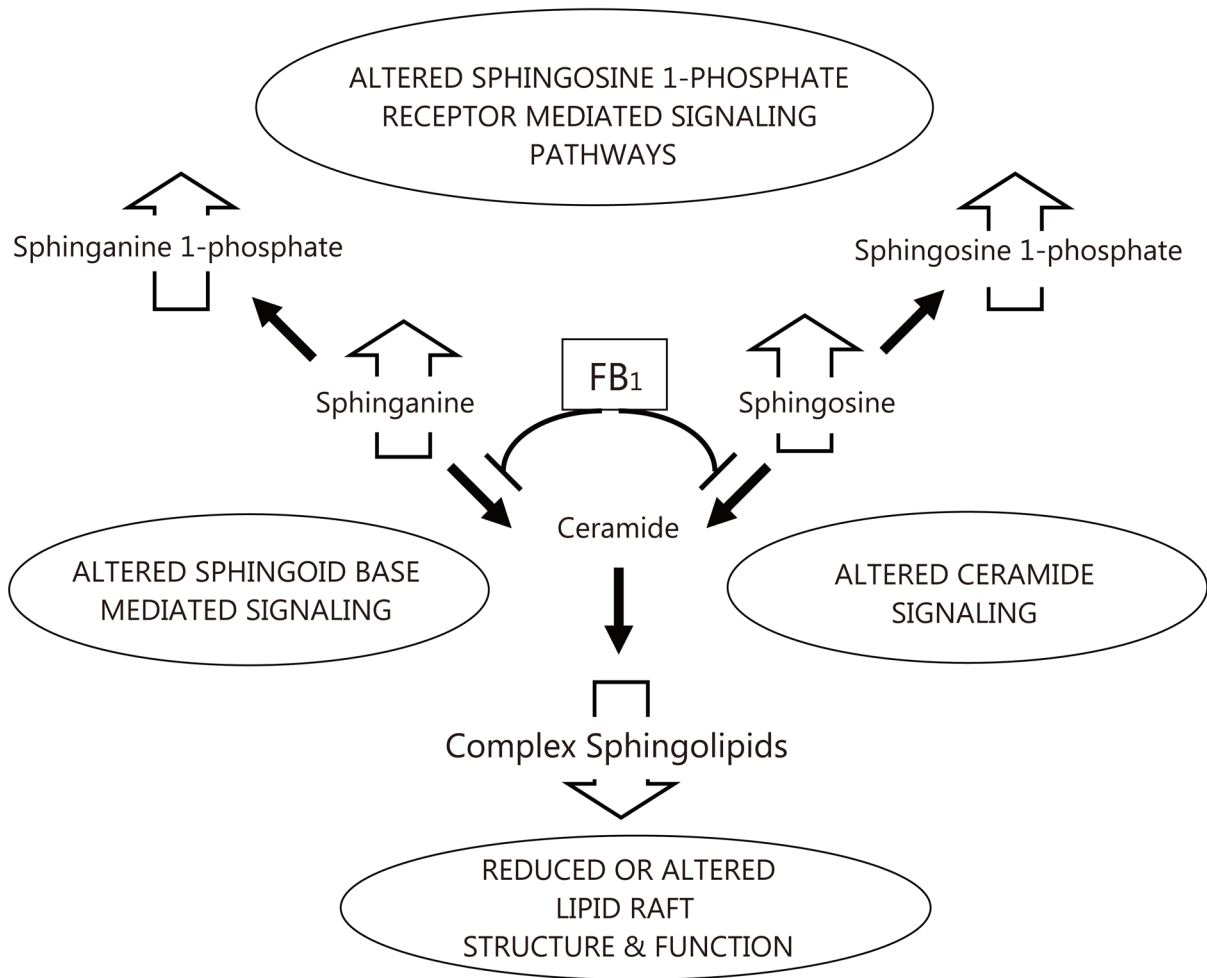 ALTERED SPHINGOSINE 1-PHOSPHATE
RECEPTOR MEDIATED SIGNALING
PATHWAYS
Sphinganine 1-phosphate
Sphingosine 1-phosphate
FB₁
Sphinganine
Sphingosine
Ceramide
ALTERED SPHINGOID BASE
MEDIATED SIGNALING
ALTERED CERAMIDE
SIGNALING
Complex Sphingolipids
REDUCED OR ALTERED
LIPID RAFT
STRUCTURE & FUNCTION